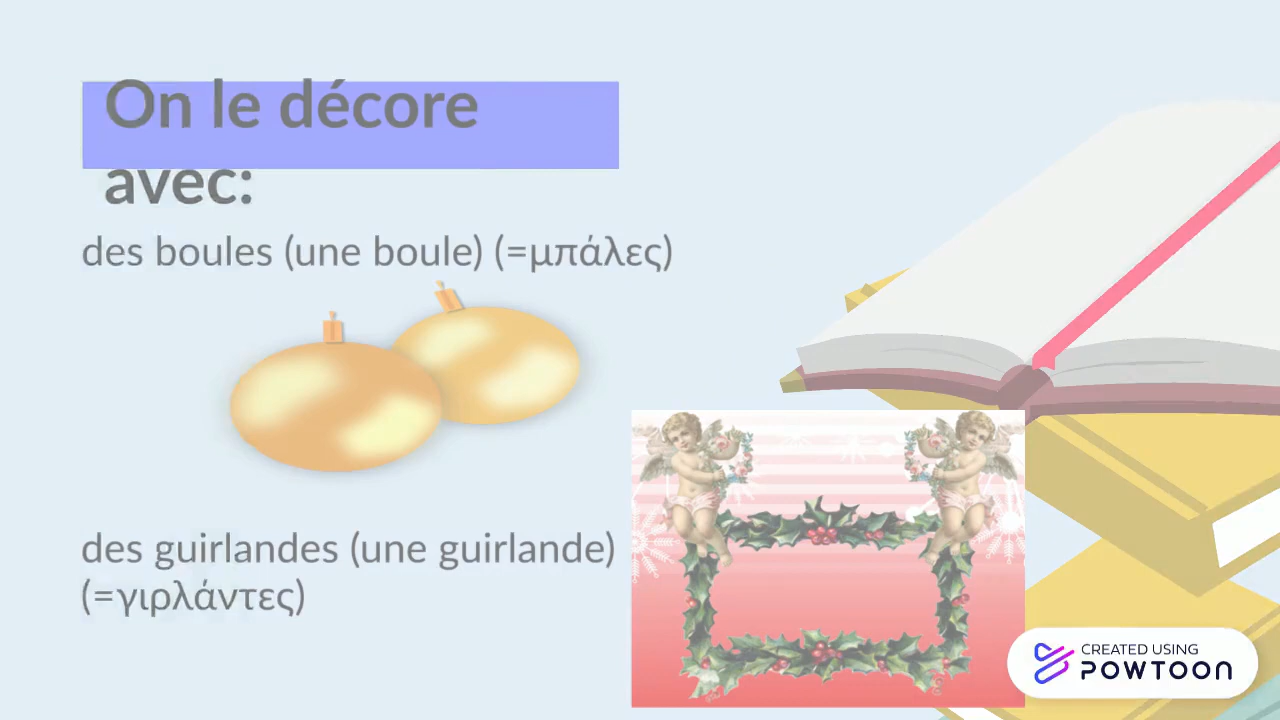 On le décore
avec:
des boules (une boule) (=μπάλες)
des guirlandes (une guirlande)
(=γιρλάντες)
CREATED USING
POWTOON